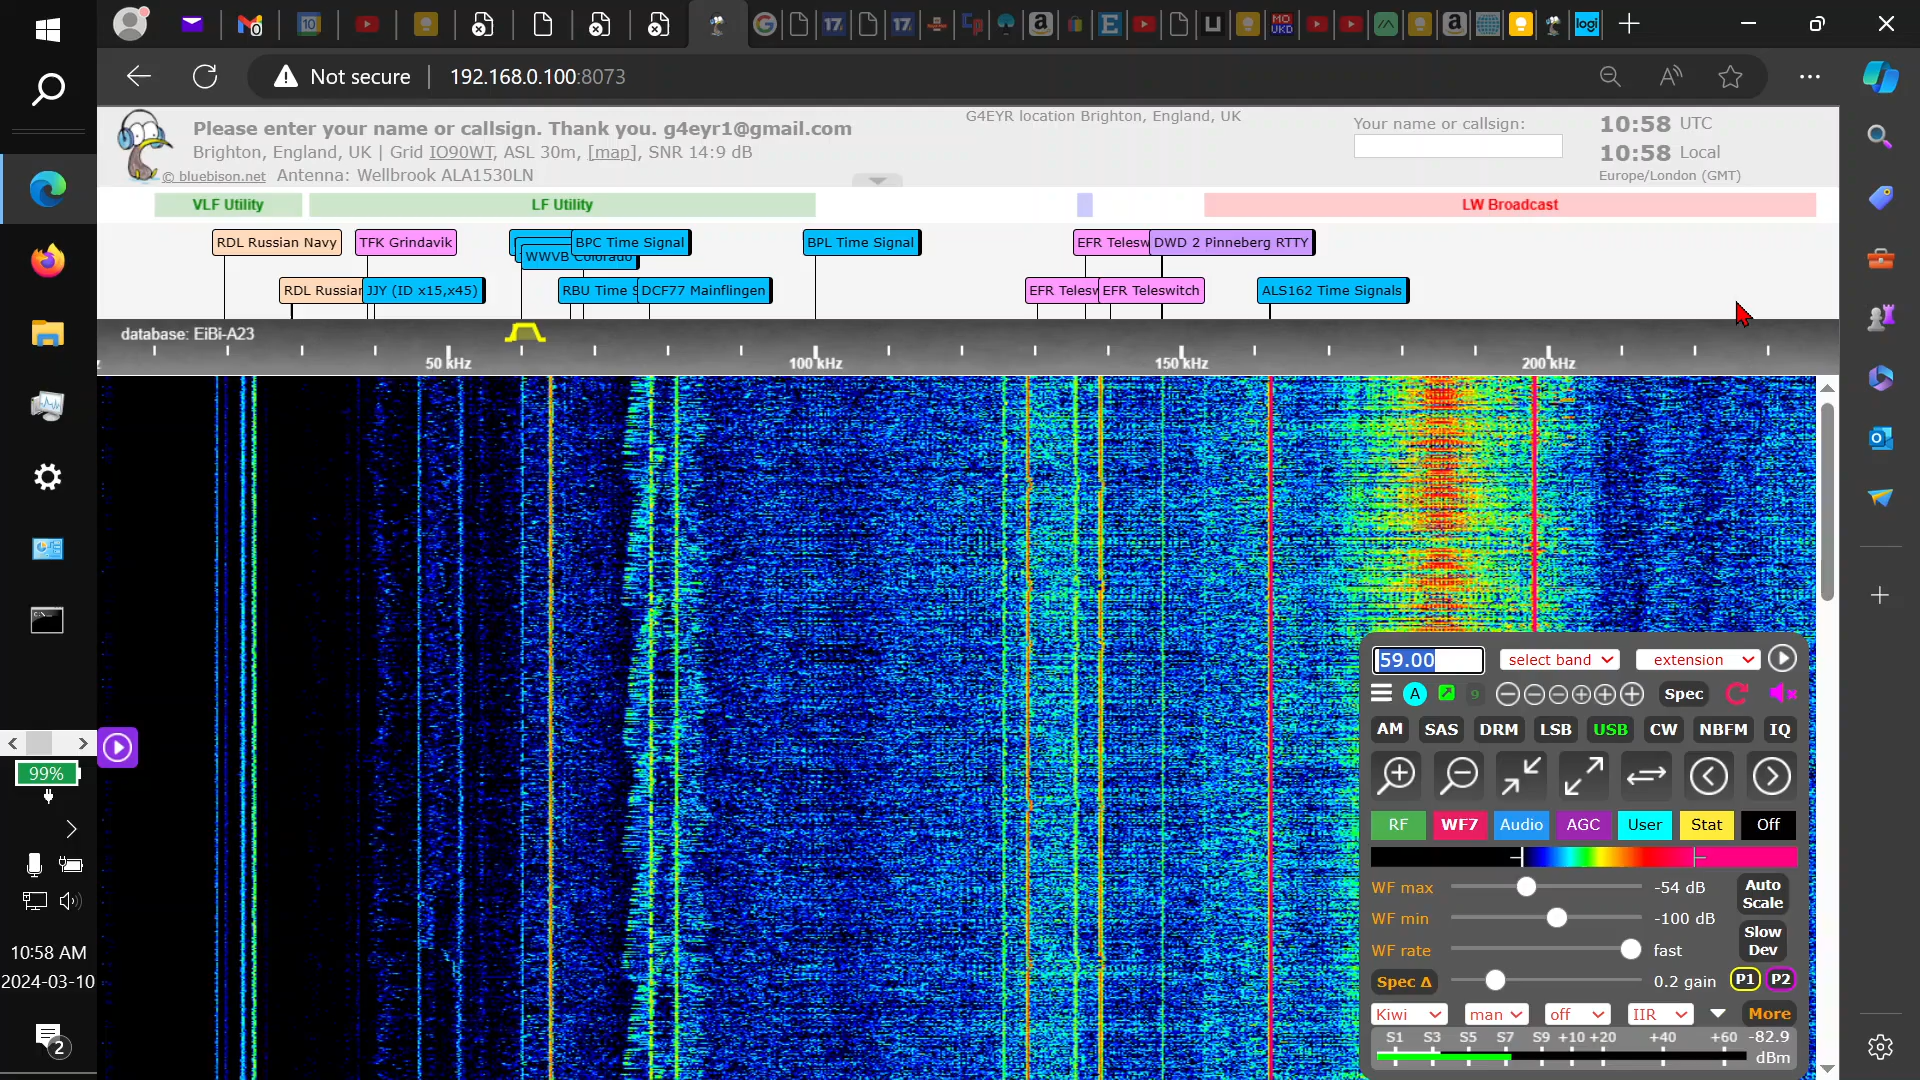 Not secure
192.168.0.100:8073
Please enter your name or callsign. Thank you. g4eyr1@gmail.com
Brighton, England, UK | Grid IO90WT, ASL 30m, [map], SNR 14:9 dB
© bluebison.net Antenna: Wellbrook ALA1530LN
G4EYR location Brighton, England, UK
Your name or callsign:
10:58 UTC
10:58 Local
Europe/London (GMT)
VLF Utility
LF Utility
LW Broadcast
RDL Russian Navy
TFK Grindavik
BPC Time Signal
WWVB Colorado
BPL Time Signal
EFR Telesw
DWD 2 Pinneberg RTTY
RDL Russian
JJY (ID x15,x45)
RBU Time S
DCF77 Mainflingen
EFR Telesw
EFR Teleswitch
ALS162 Time Signals
database: EiBi-A23
50 kHz
100 kHz
150 kHz
200 kHz
59.00
select band
extension
A
9
Spec
AM SAS DRM LSB USB CW NBFM IQ
RF WF7 Audio AGC User Stat Off
WF max -54 dB
Auto Scale
WF min -100 dB
WF rate fast
Slow Dev
Spec Δ 0.2 gain P1 P2
Kiwi man off IIR More
S1 S3 S5 S7 S9 +10 +20 +40 +60 -82.9 dBm
99%
10:58 AM
2024-03-10
2